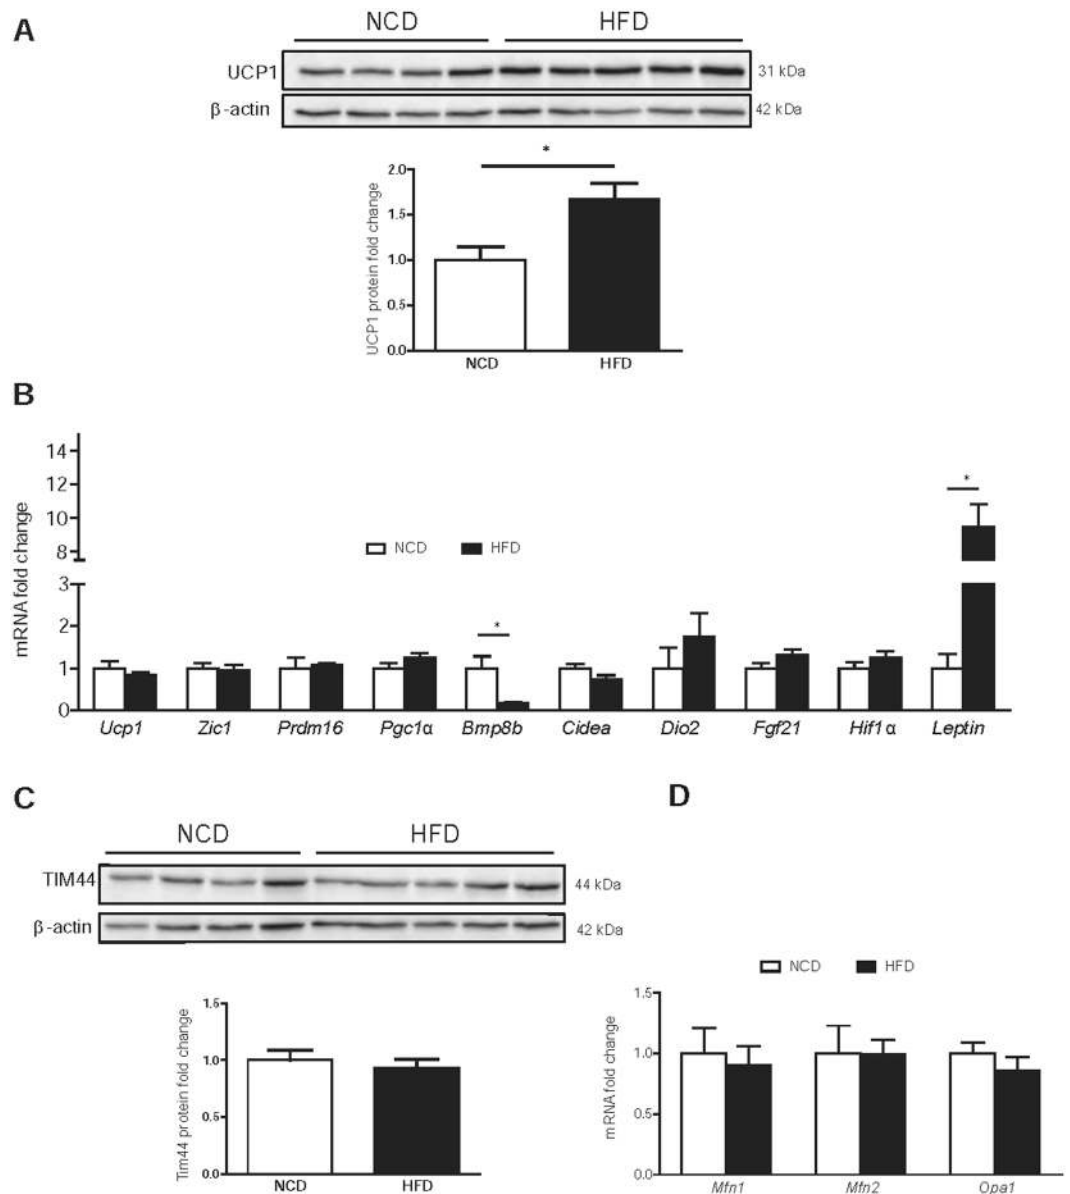 A
NCD HFD
UCP1 31 kDa
β-actin 42 kDa
*
UCP1 protein fold change
2.0
1.5
1.0
0.5
0.0
NCD HFD
B
mRNA fold change
14
12
10
8
3
2
1
0
NCD HFD
* *
Ucp1 Zic1 Prdm16 Pgc1α Bmp8b Cidea Dio2 Fgf21 Hif1α Leptin
C
NCD HFD
TIM44 44 kDa
β-actin 42 kDa
Tim44 protein fold change
1.5
1.0
0.5
0.0
NCD HFD
D
NCD HFD
mRNA fold change
1.5
1.0
0.5
0.0
Mfn1 Mfn2 Opa1